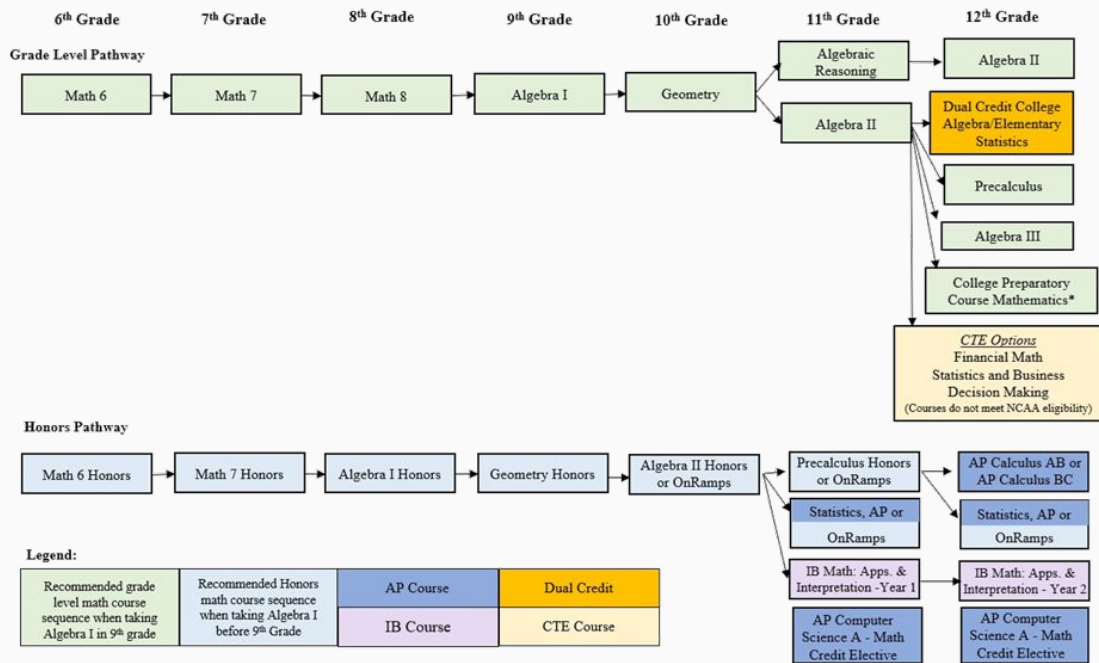 6th Grade
7th Grade
8th Grade
9th Grade
10th Grade
11th Grade
12th Grade
Grade Level Pathway
Math 6
Math 7
Math 8
Algebra I
Geometry
Algebraic
Reasoning
Algebra II
Algebra II
Dual Credit College
Algebra/Elementary
Statistics
Precalculus
Algebra III
College Preparatory
Course Mathematics*
CTE Options
Financial Math
Statistics and Business
Decision Making
(Courses do not meet NCAA eligibility)
Honors Pathway
Math 6 Honors
Math 7 Honors
Algebra I Honors
Geometry Honors
Algebra II Honors
or OnRamps
Precalculus Honors
or OnRamps
AP Calculus AB or
AP Calculus BC
Statistics, AP or
OnRamps
Statistics, AP or
OnRamps
IB Math: Apps. &
Interpretation -Year 1
IB Math: Apps. &
Interpretation - Year 2
AP Computer
Science A - Math
Credit Elective
AP Computer
Science A - Math
Credit Elective
Legend:
Recommended grade
level math course
sequence when taking
Algebra I in 9th grade
Recommended Honors
math course sequence
when taking Algebra I
before 9th Grade
AP Course
Dual Credit
IB Course
CTE Course